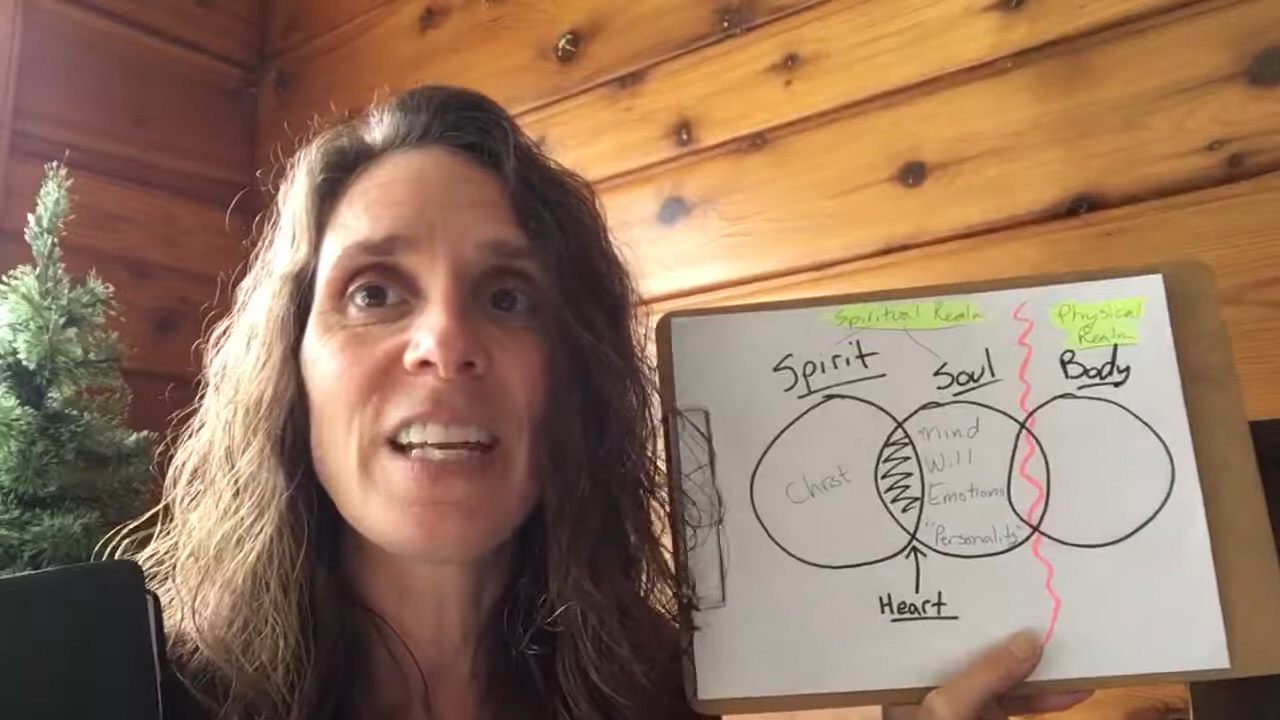 Spiritual Realm
Physical
Realm
Spirit
Soul
Body
Christ
Mind
Will
Emotions
"Personality"
Heart